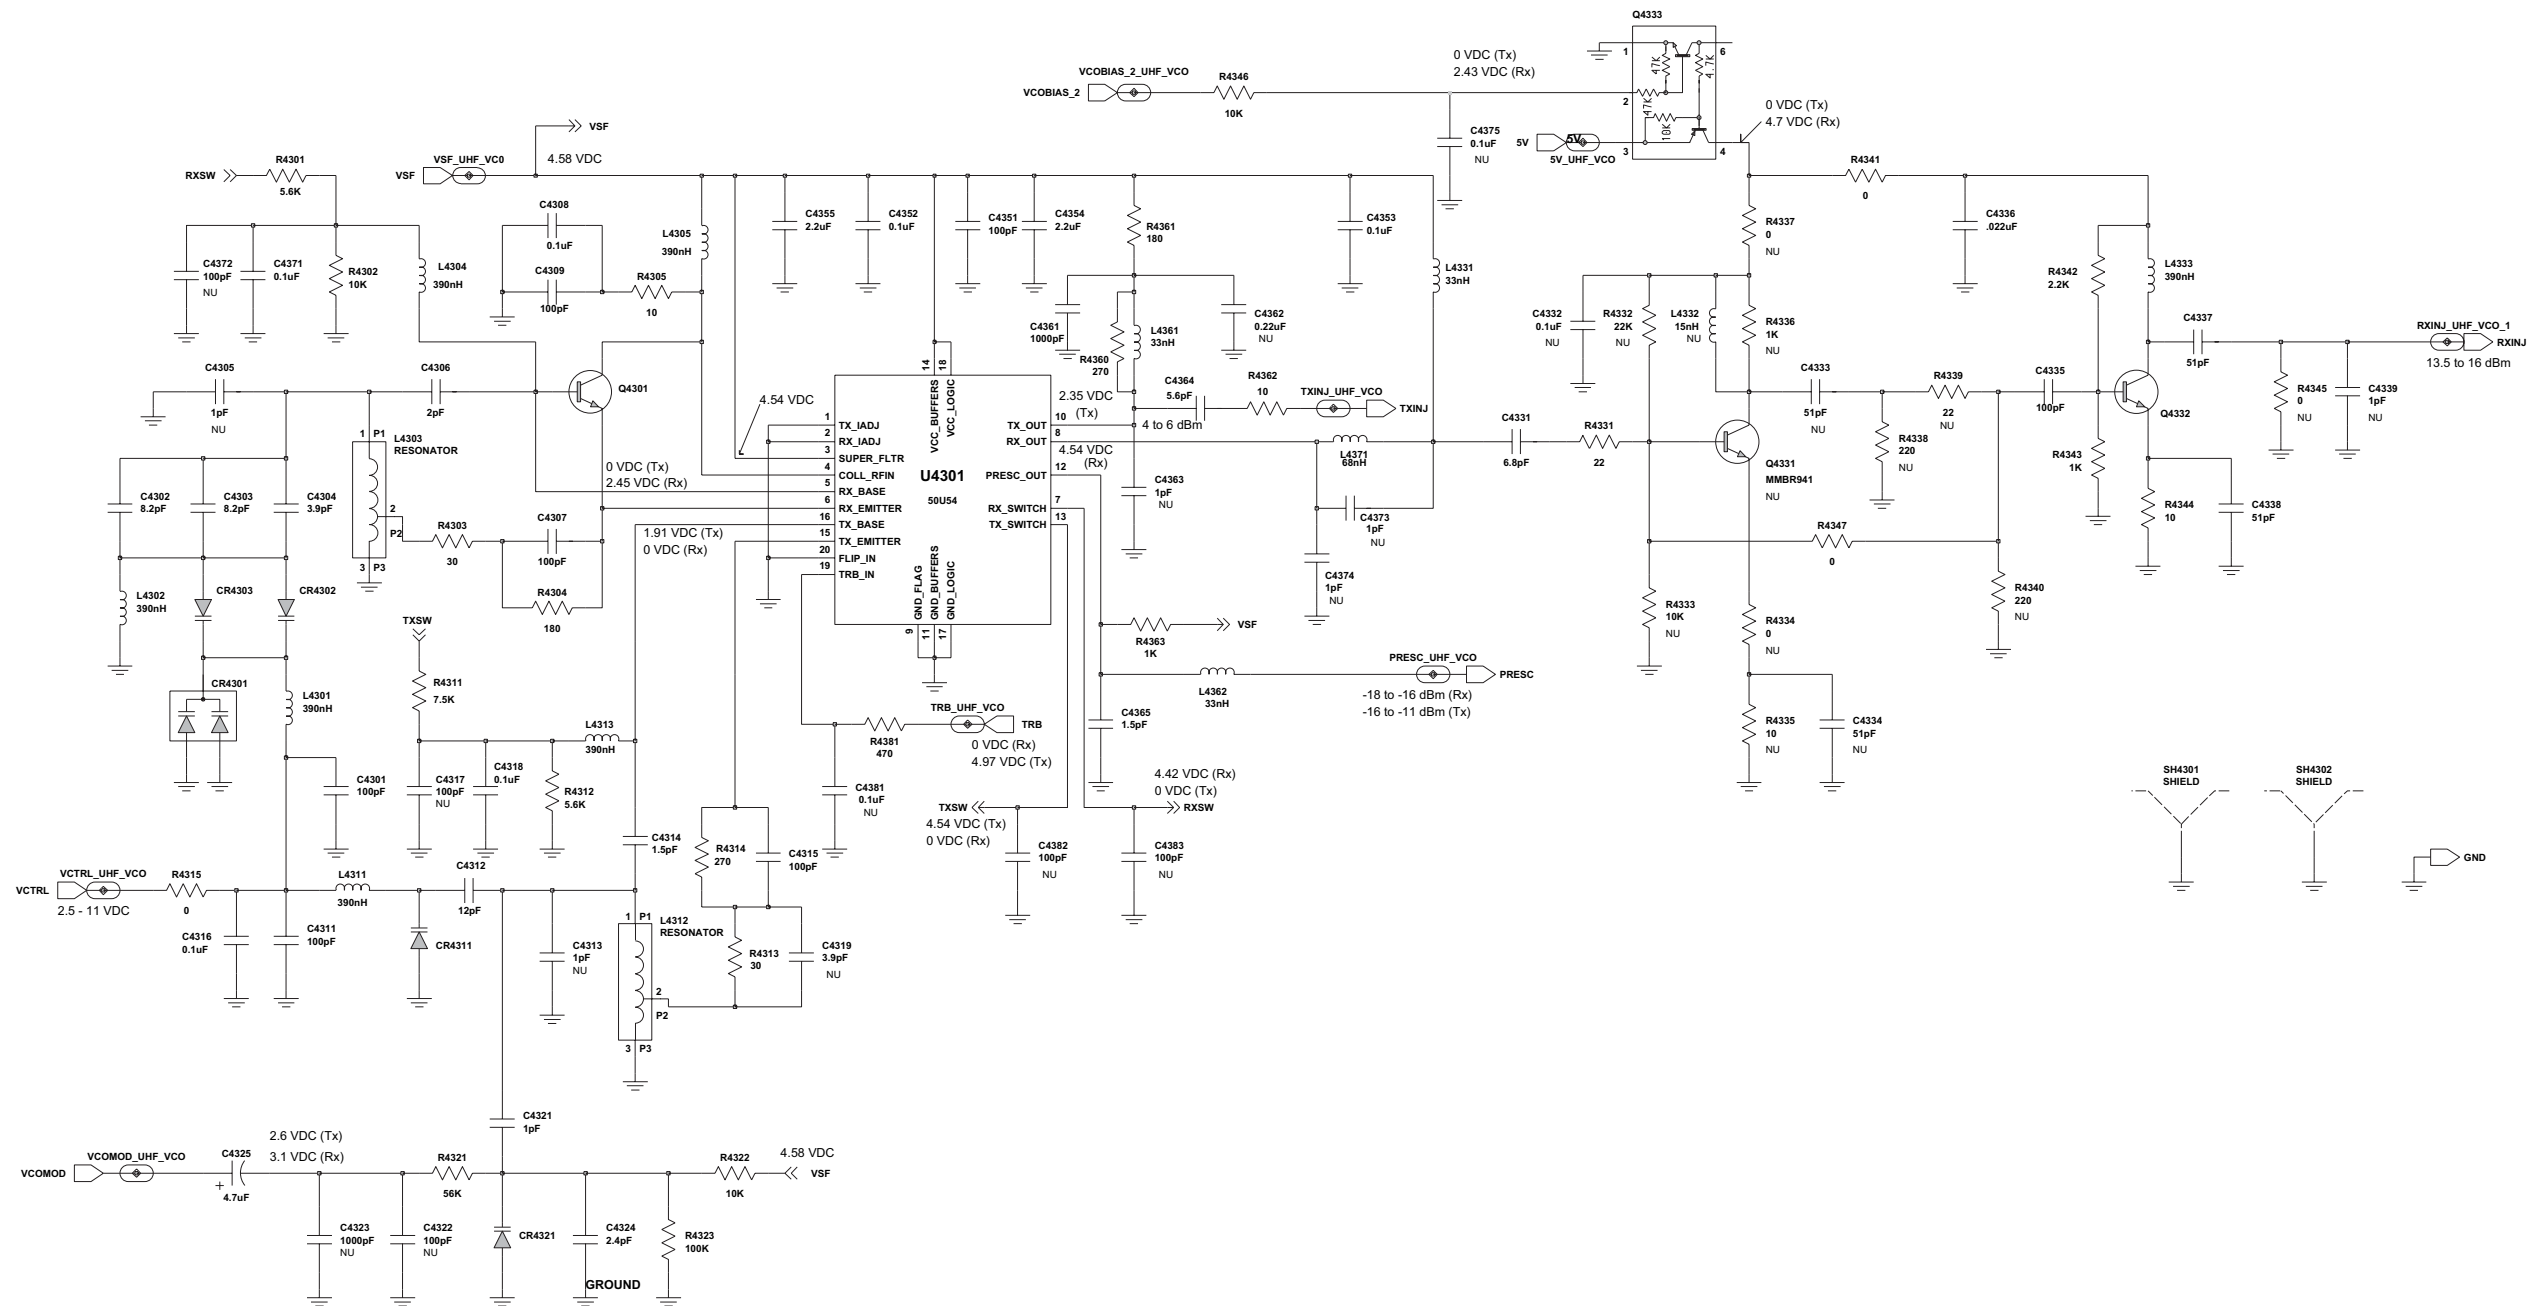 Q4333
1
6
47K
4.7K
2
47K
10K
3
4
0 VDC (Tx)
2.43 VDC (Rx)
VCOBIAS_2_UHF_VCO
VCOBIAS_2
R4346
10K
C4375
0.1uF
NU
5V
5V
5V_UHF_VCO
0 VDC (Tx)
4.7 VDC (Rx)
VSF
4.58 VDC
VSF_UHF_VC0
VSF
RXSW
R4301
5.6K
R4341
0
C4372
100pF
NU
C4371
0.1uF
R4302
10K
L4304
390nH
C4308
0.1uF
C4309
100pF
R4305
10
L4305
390nH
C4355
2.2uF
C4352
0.1uF
C4351
100pF
C4354
2.2uF
R4361
180
C4353
0.1uF
L4331
33nH
R4337
0
NU
C4336
.022uF
R4342
2.2K
L4333
390nH
C4361
1000pF
R4360
270
L4361
33nH
C4362
0.22uF
NU
C4332
0.1uF
NU
R4332
22K
NU
L4332
15nH
NU
R4336
1K
NU
C4337
51pF
RXINJ_UHF_VCO_1
RXINJ
13.5 to 16 dBm
R4345
0
NU
C4339
1pF
NU
C4305
1pF
NU
C4306
2pF
Q4301
1 P1
L4303
RESONATOR
2
P2
3 P3
4.54 VDC
0 VDC (Tx)
2.45 VDC (Rx)
14
18
VCC_BUFFERS
VCC_LOGIC
1 TX_IADJ
2 RX_IADJ
3 SUPER_FLTR
4 COLL_RFIN
5 RX_BASE
6 RX_EMITTER
16 TX_BASE
15 TX_EMITTER
20 FLIP_IN
19 TRB_IN
U4301
50U54
TX_OUT 10
RX_OUT 8
PRESC_OUT 12
RX_SWITCH 7
TX_SWITCH 13
GND_FLAG
GND_BUFFERS
GND_LOGIC
9
11
17
2.35 VDC
(Tx)
4.54 VDC
(Rx)
C4364
5.6pF
R4362
10
TXINJ_UHF_VCO
TXINJ
4 to 6 dBm
C4363
1pF
NU
L4371
68nH
C4373
1pF
NU
C4374
1pF
NU
C4331
6.8pF
R4331
22
Q4331
MMBR941
NU
C4333
51pF
NU
R4339
22
NU
R4338
220
NU
C4335
100pF
Q4332
R4343
1K
R4344
10
C4338
51pF
R4347
0
R4340
220
NU
R4333
10K
NU
R4334
0
NU
R4335
10
NU
C4334
51pF
NU
C4302
8.2pF
C4303
8.2pF
C4304
3.9pF
R4303
30
C4307
100pF
R4304
180
L4302
390nH
CR4303
CR4302
CR4301
L4301
390nH
C4301
100pF
1.91 VDC (Tx)
0 VDC (Rx)
TXSW
R4311
7.5K
C4317
100pF
NU
C4318
0.1uF
R4312
5.6K
L4313
390nH
C4314
1.5pF
R4363
1K
VSF
PRESC_UHF_VCO
PRESC
L4362
33nH
-18 to -16 dBm (Rx)
-16 to -11 dBm (Tx)
C4365
1.5pF
TRB_UHF_VCO
TRB
R4381
470
0 VDC (Rx)
4.97 VDC (Tx)
C4381
0.1uF
NU
4.42 VDC (Rx)
0 VDC (Tx)
TXSW
RXSW
4.54 VDC (Tx)
0 VDC (Rx)
C4382
100pF
NU
C4383
100pF
NU
R4314
270
C4315
100pF
R4313
30
C4319
3.9pF
NU
VCTRL_UHF_VCO
VCTRL
2.5 - 11 VDC
R4315
0
C4316
0.1uF
C4311
100pF
L4311
390nH
C4312
12pF
CR4311
C4313
1pF
NU
1 P1
L4312
RESONATOR
2
P2
3 P3
SH4301
SHIELD
SH4302
SHIELD
GND
C4321
1pF
2.6 VDC (Tx)
3.1 VDC (Rx)
VCOMOD_UHF_VCO
VCOMOD
C4325
+
4.7uF
R4321
56K
R4322
10K
4.58 VDC
VSF
C4323
1000pF
NU
C4322
100pF
NU
CR4321
C4324
2.4pF
R4323
100K
GROUND